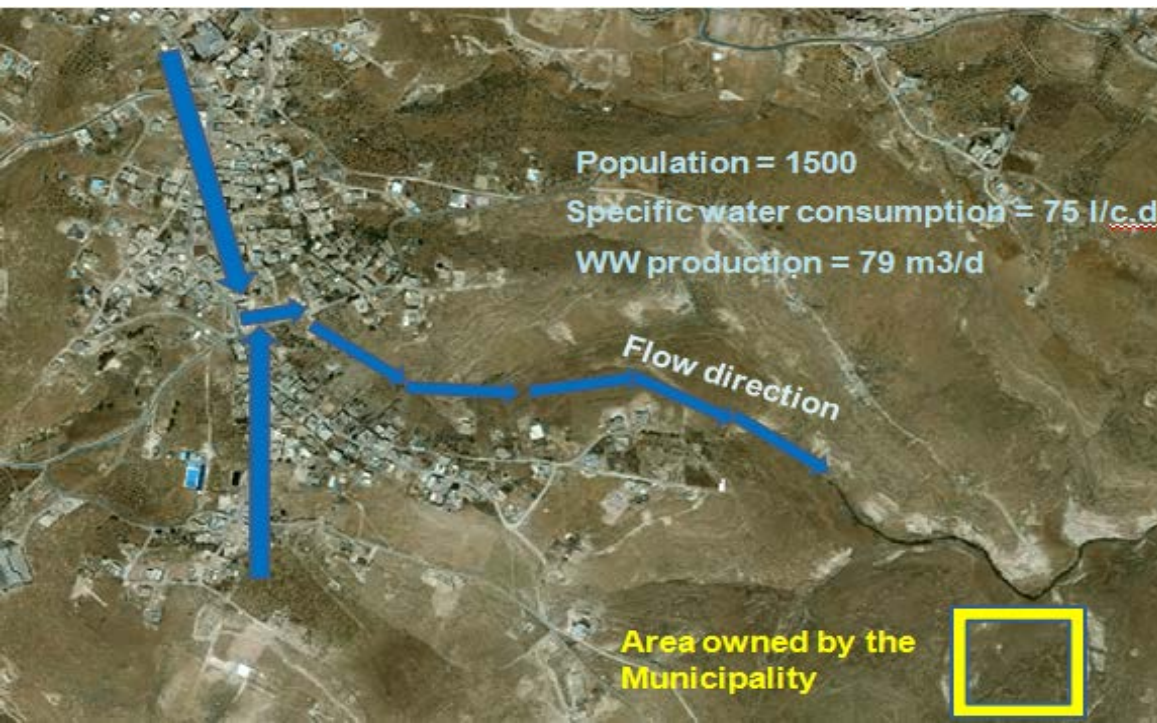 Population = 1500
Specific water consumption = 75 l/c.d
WW production = 79 m3/d
Flow direction
Area owned by the
Municipality